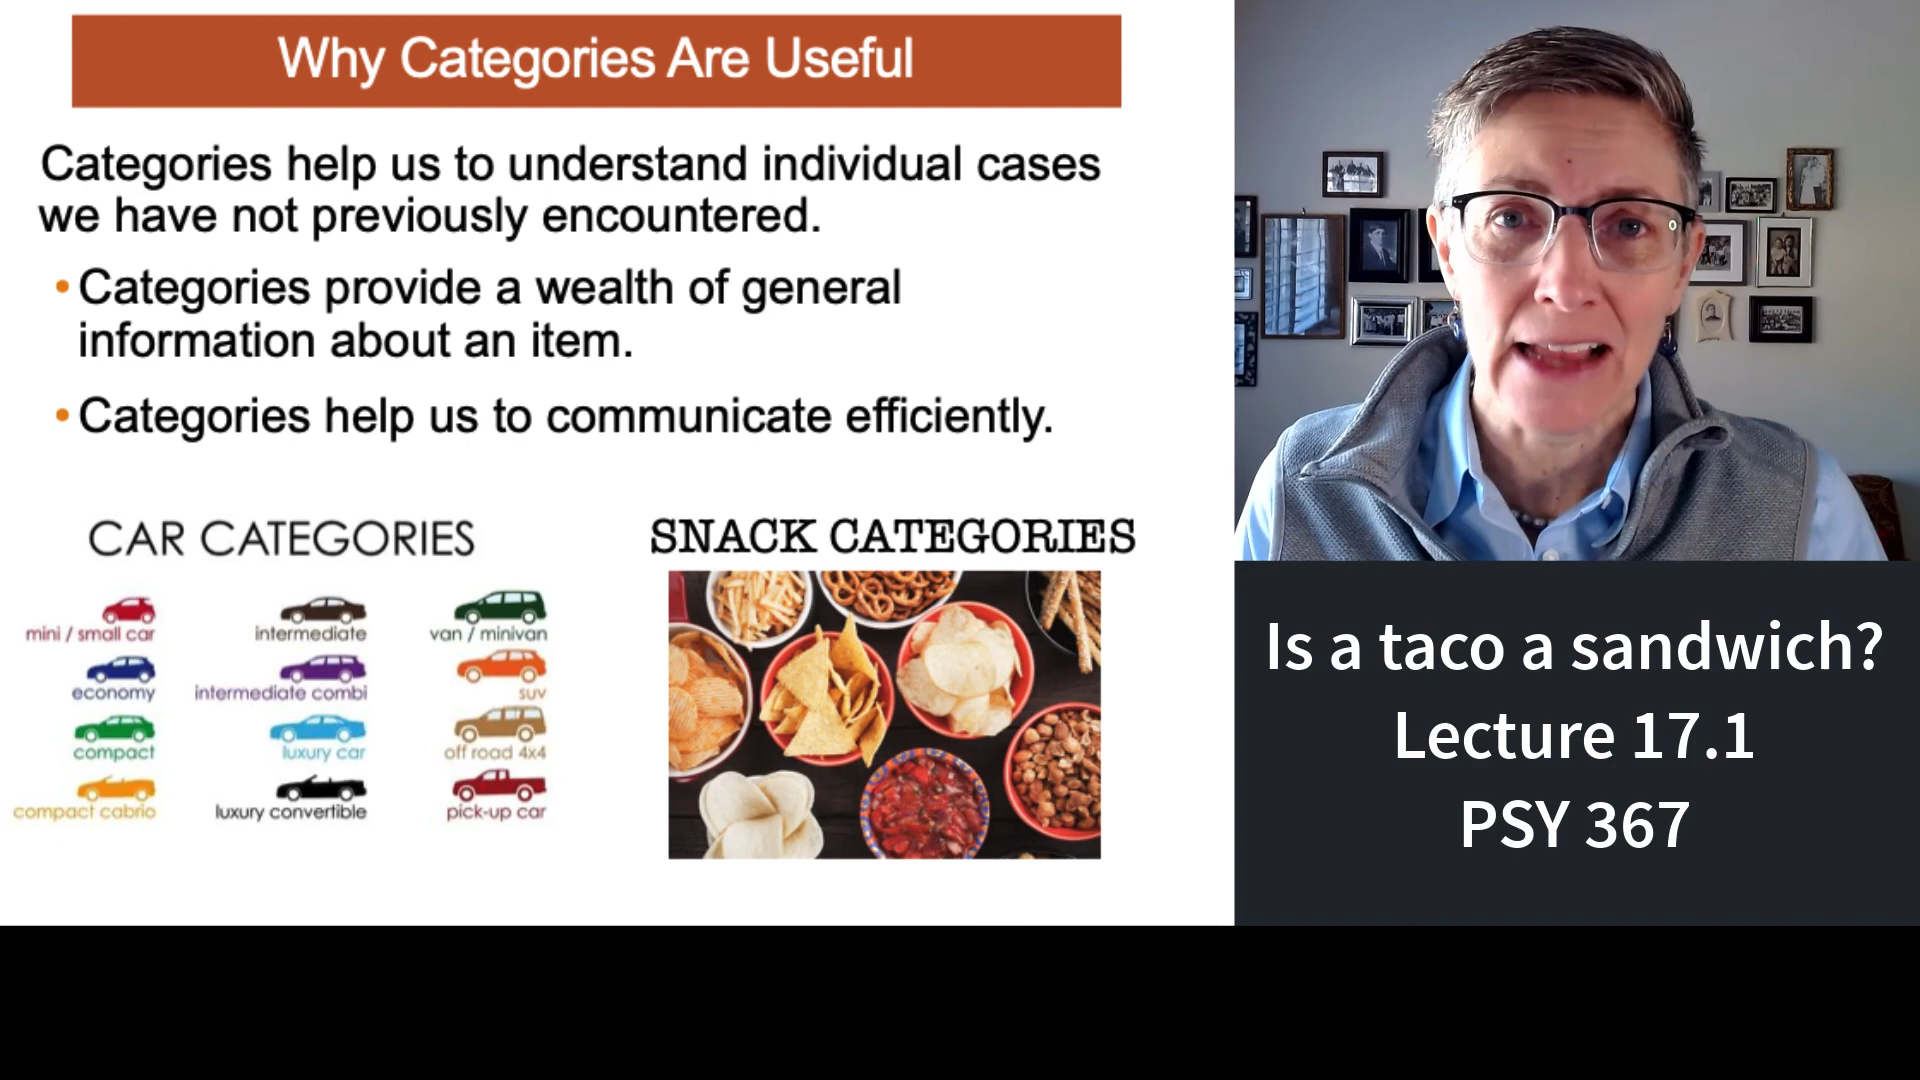 Why Categories Are Useful
Categories help us to understand individual cases
we have not previously encountered.
• Categories provide a wealth of general
information about an item.
• Categories help us to communicate efficiently.
CAR CATEGORIES
mini / small car
intermediate
van / minivan
economy
intermediate combi
suv
compact
luxury car
off road 4x4
compact cabrio
luxury convertible
pick-up car
SNACK CATEGORIES
Is a taco a sandwich?
Lecture 17.1
PSY 367